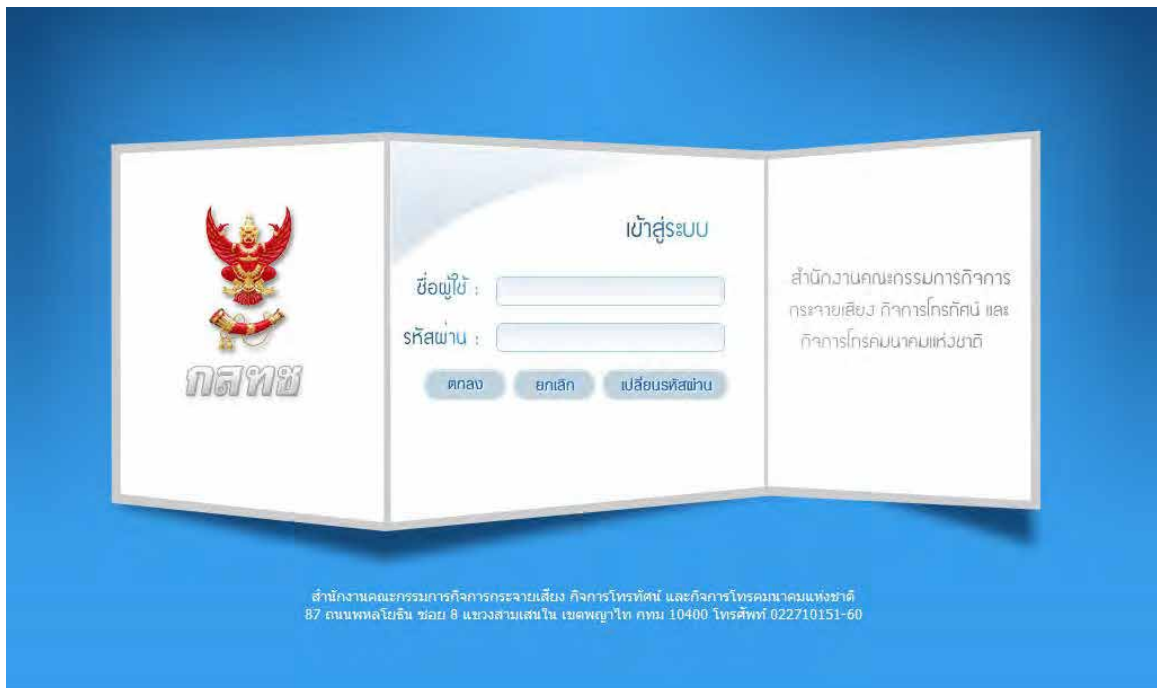 กสทช
เข้าสู่ระบบ
ชื่อผู้ใช้ :
รหัสผ่าน :
ตกลง ยกเลิก เปลี่ยนรหัสผ่าน
สำนักงานคณะกรรมการกิจการ
กระจายเสียง กิจการโทรทัศน์ และ
กิจการโทรคมนาคมแห่งชาติ
สำนักงานคณะกรรมการกิจการกระจายเสียง กิจการโทรทัศน์ และกิจการโทรคมนาคมแห่งชาติ
87 ถนนพหลโยธิน ซอย 8 แขวงสามเสนใน เขตพญาไท กทม 10400 โทรศัพท์ 022710151-60